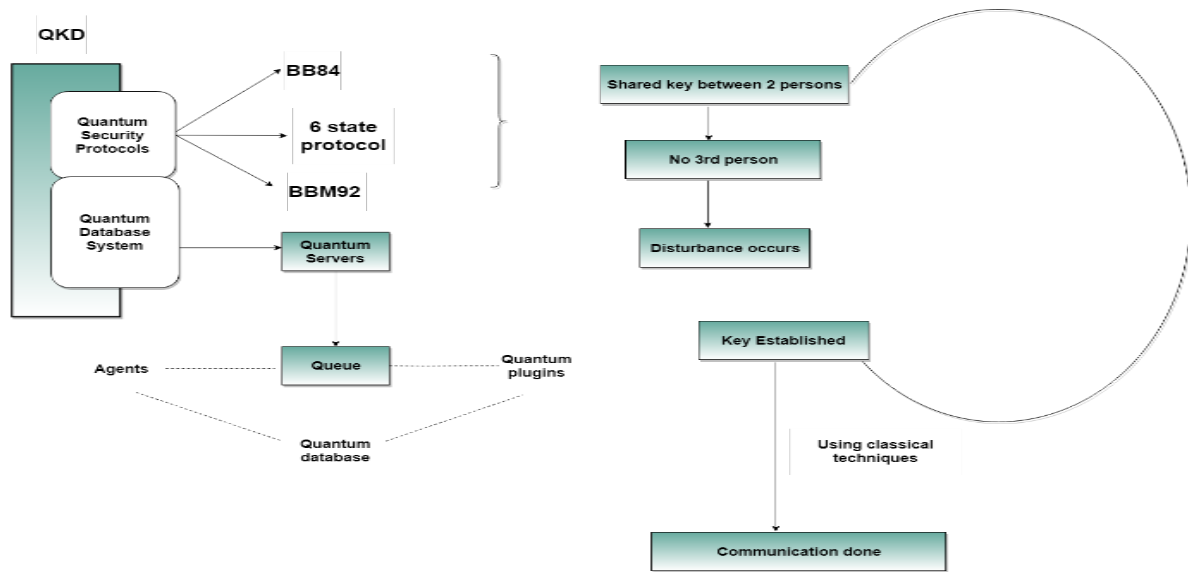 QKD
Quantum
Security
Protocols
BB84
6 state
protocol
BBM92
Quantum
Database
System
Quantum
Servers
Agents
Queue
Quantum
plugins
Quantum
database
Shared key between 2 persons
No 3rd person
Disturbance occurs
Key Established
Using classical
techniques
Communication done